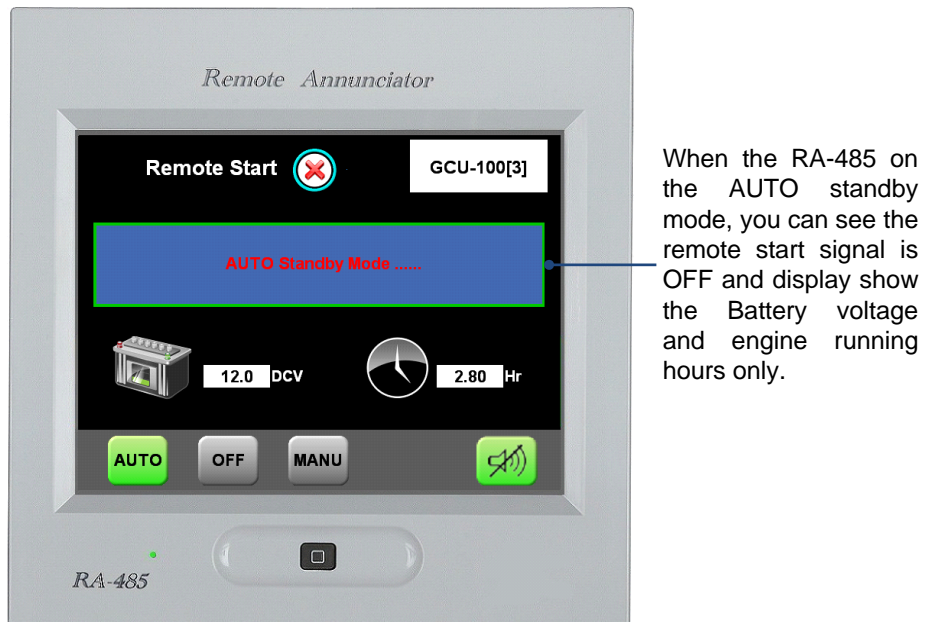 Remote Annunciator
Remote Start
GCU-100[3]
AUTO Standby Mode ......
12.0 DCV
2.80 Hr
AUTO OFF MANU
RA-485
When the RA-485 on
the AUTO standby
mode, you can see the
remote start signal is
OFF and display show
the Battery voltage
and engine running
hours only.